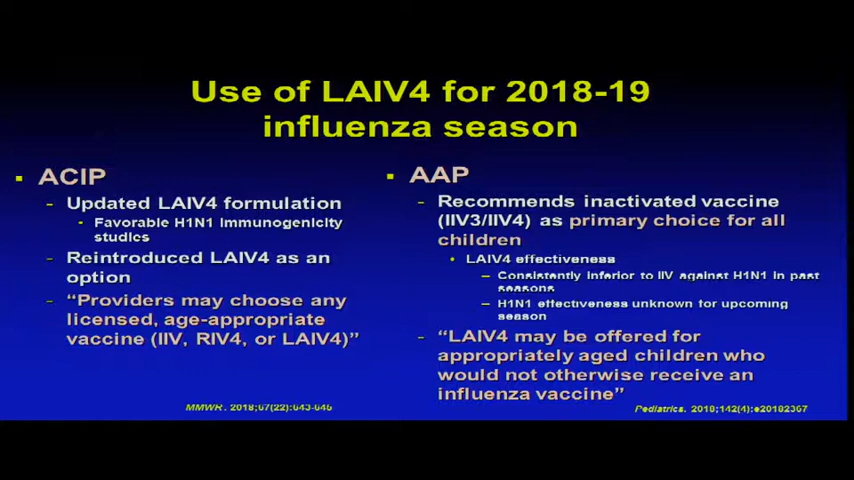 Use of LAIV4 for 2018-19
influenza season
ACIP
- Updated LAIV4 formulation
Favorable H1N1 immunogenicity
studies
- Reintroduced LAIV4 as an
option
- “Providers may choose any
licensed, age-appropriate
vaccine (IIV, RIV4, or LAIV4)”
MMWR. 2018;67(22):643-645
AAP
- Recommends inactivated vaccine
(IIV3/IIV4) as primary choice for all
children
• LAIV4 effectiveness
– Consistently inferior to IIV against H1N1 in past
seasons
– H1N1 effectiveness unknown for upcoming
season
- “LAIV4 may be offered for
appropriately aged children who
would not otherwise receive an
influenza vaccine”
Pediatrics. 2018;142(4):e20182367